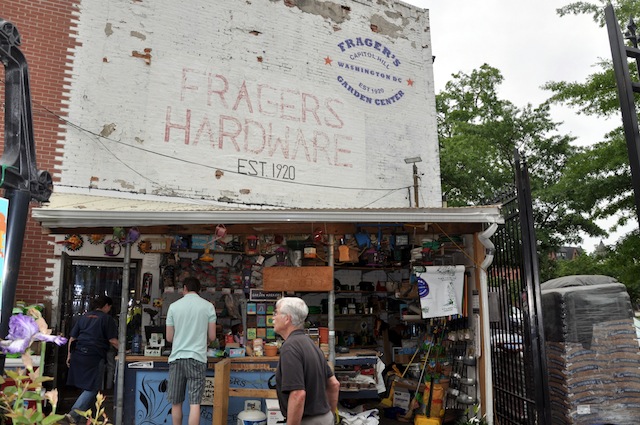 FRAGER'S
CAPITOL HILL
WASHINGTON DC
EST 1920
GARDEN CENTER
FRAGERS
HARDWARE
EST. 1920